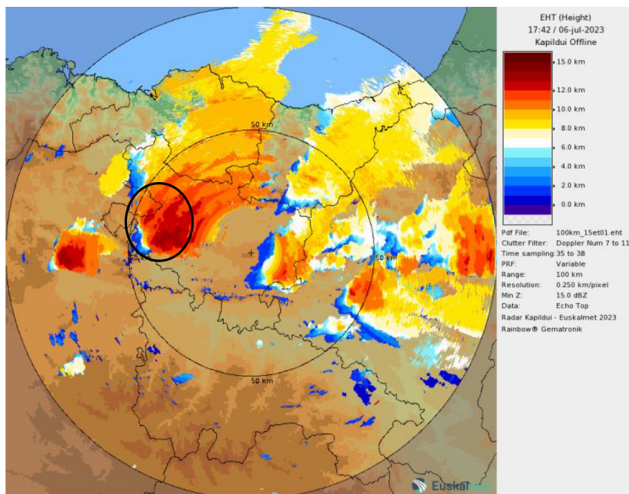 EHT (Height)
17:42 / 06-jul-2023
Kapildui Offline
15.0 km
12.0 km
10.0 km
8.0 km
6.0 km
4.0 km
2.0 km
0.0 km
Pdf File: 100km_15et01.eht
Clutter Filter: Doppler Num 7 to 11
Time sampling: 35 to 38
PRF: Variable
Range: 100 km
Resolution: 0.250 km/pixel
Min Z: 15.0 dBZ
Data: Echo Top
Radar Kapildui - Euskalmet 2023
Rainbow® Gematronik
50 km
50 km
50 km
Euskalmet